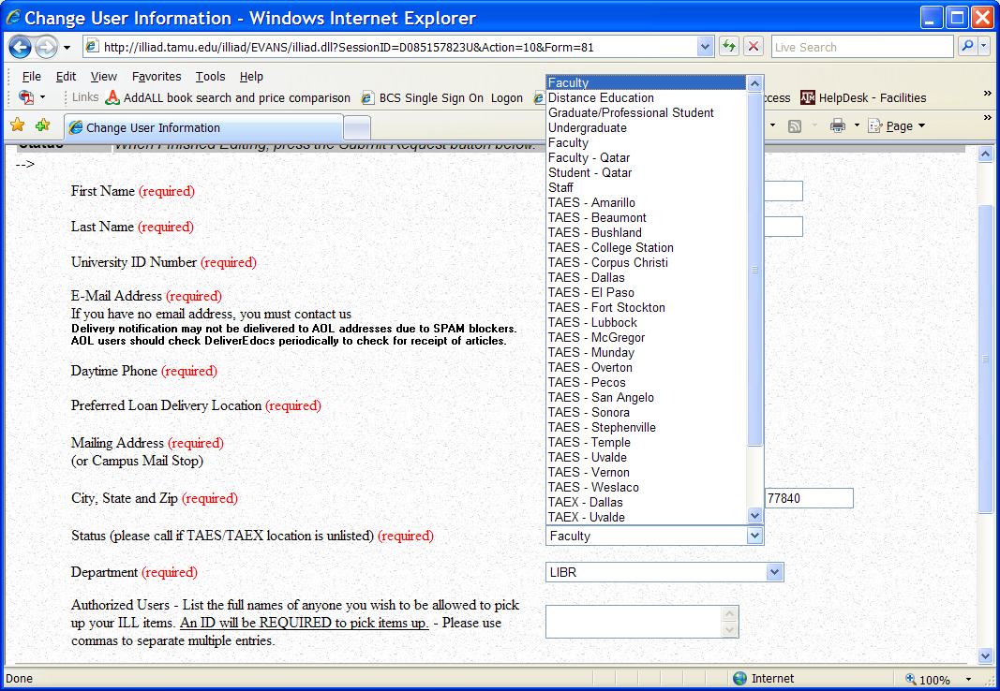 Change User Information - Windows Internet Explorer
http://illiad.tamu.edu/illiad/EVANS/illiad.dll?SessionID=D085157823U&Action=10&Form=81
Live Search
File Edit View Favorites Tools Help
Links AddALL book search and price comparison BCS Single Sign On Logon ccess HelpDesk - Facilities »
Change User Information Page »
Status When Finished Editing, press the Submit Request button below.
-->
First Name (required)
Last Name (required)
University ID Number (required)
E-Mail Address (required)
If you have no email address, you must contact us
Delivery notification may not be dielivered to AOL addresses due to SPAM blockers.
AOL users should check DeliverEdocs periodically to check for receipt of articles.
Daytime Phone (required)
Preferred Loan Delivery Location (required)
Mailing Address (required)
(or Campus Mail Stop)
City, State and Zip (required) 77840
Status (please call if TAES/TAEX location is unlisted) (required) Faculty
Faculty
Distance Education
Graduate/Professional Student
Undergraduate
Faculty
Faculty - Qatar
Student - Qatar
Staff
TAES - Amarillo
TAES - Beaumont
TAES - Bushland
TAES - College Station
TAES - Corpus Christi
TAES - Dallas
TAES - El Paso
TAES - Fort Stockton
TAES - Lubbock
TAES - McGregor
TAES - Munday
TAES - Overton
TAES - Pecos
TAES - San Angelo
TAES - Sonora
TAES - Stephenville
TAES - Temple
TAES - Uvalde
TAES - Vernon
TAES - Weslaco
TAEX - Dallas
TAEX - Uvalde
Department (required) LIBR
Authorized Users - List the full names of anyone you wish to be allowed to pick
up your ILL items. An ID will be REQUIRED to pick items up. - Please use
commas to separate multiple entries.
Done Internet 100%